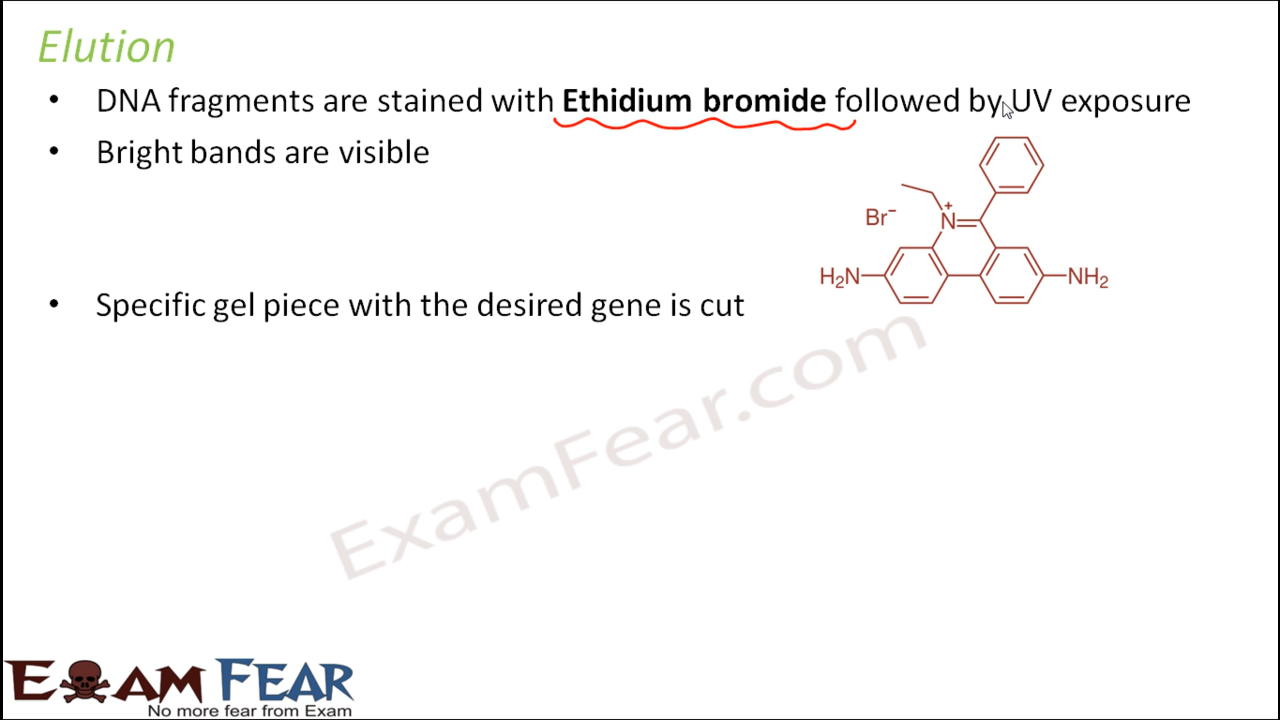 Elution
• DNA fragments are stained with Ethidium bromide followed by UV exposure
• Bright bands are visible
Br⁻
N⁺
H₂N
NH₂
• Specific gel piece with the desired gene is cut
ExamFear.com
EXAM FEAR
No more fear from Exam